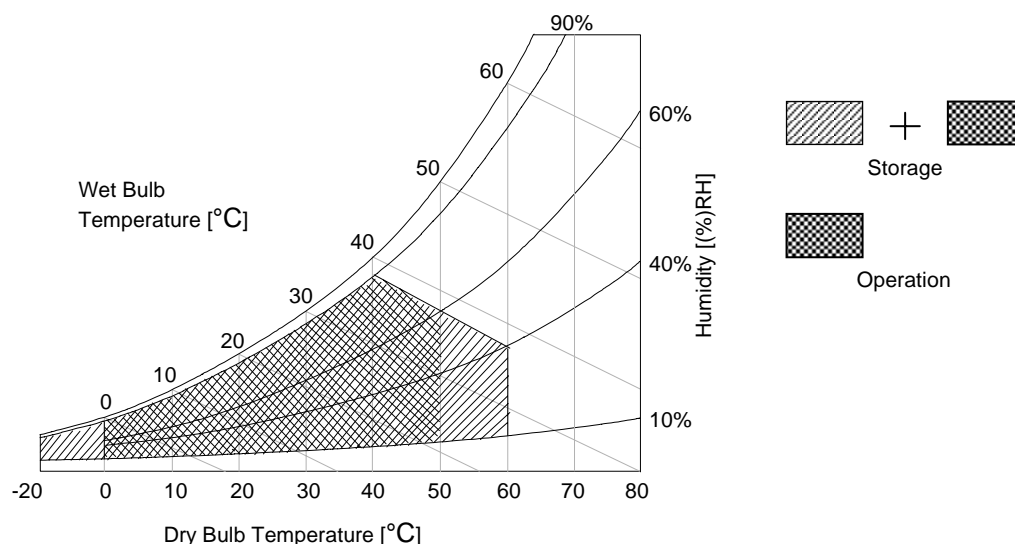 90%
60
60%
50
Wet Bulb
Temperature [°C]
40
40%
30
20
10
0
10%
Humidity [(%)RH]
-20 0 10 20 30 40 50 60 70 80
Dry Bulb Temperature [°C]
+
Storage
Operation